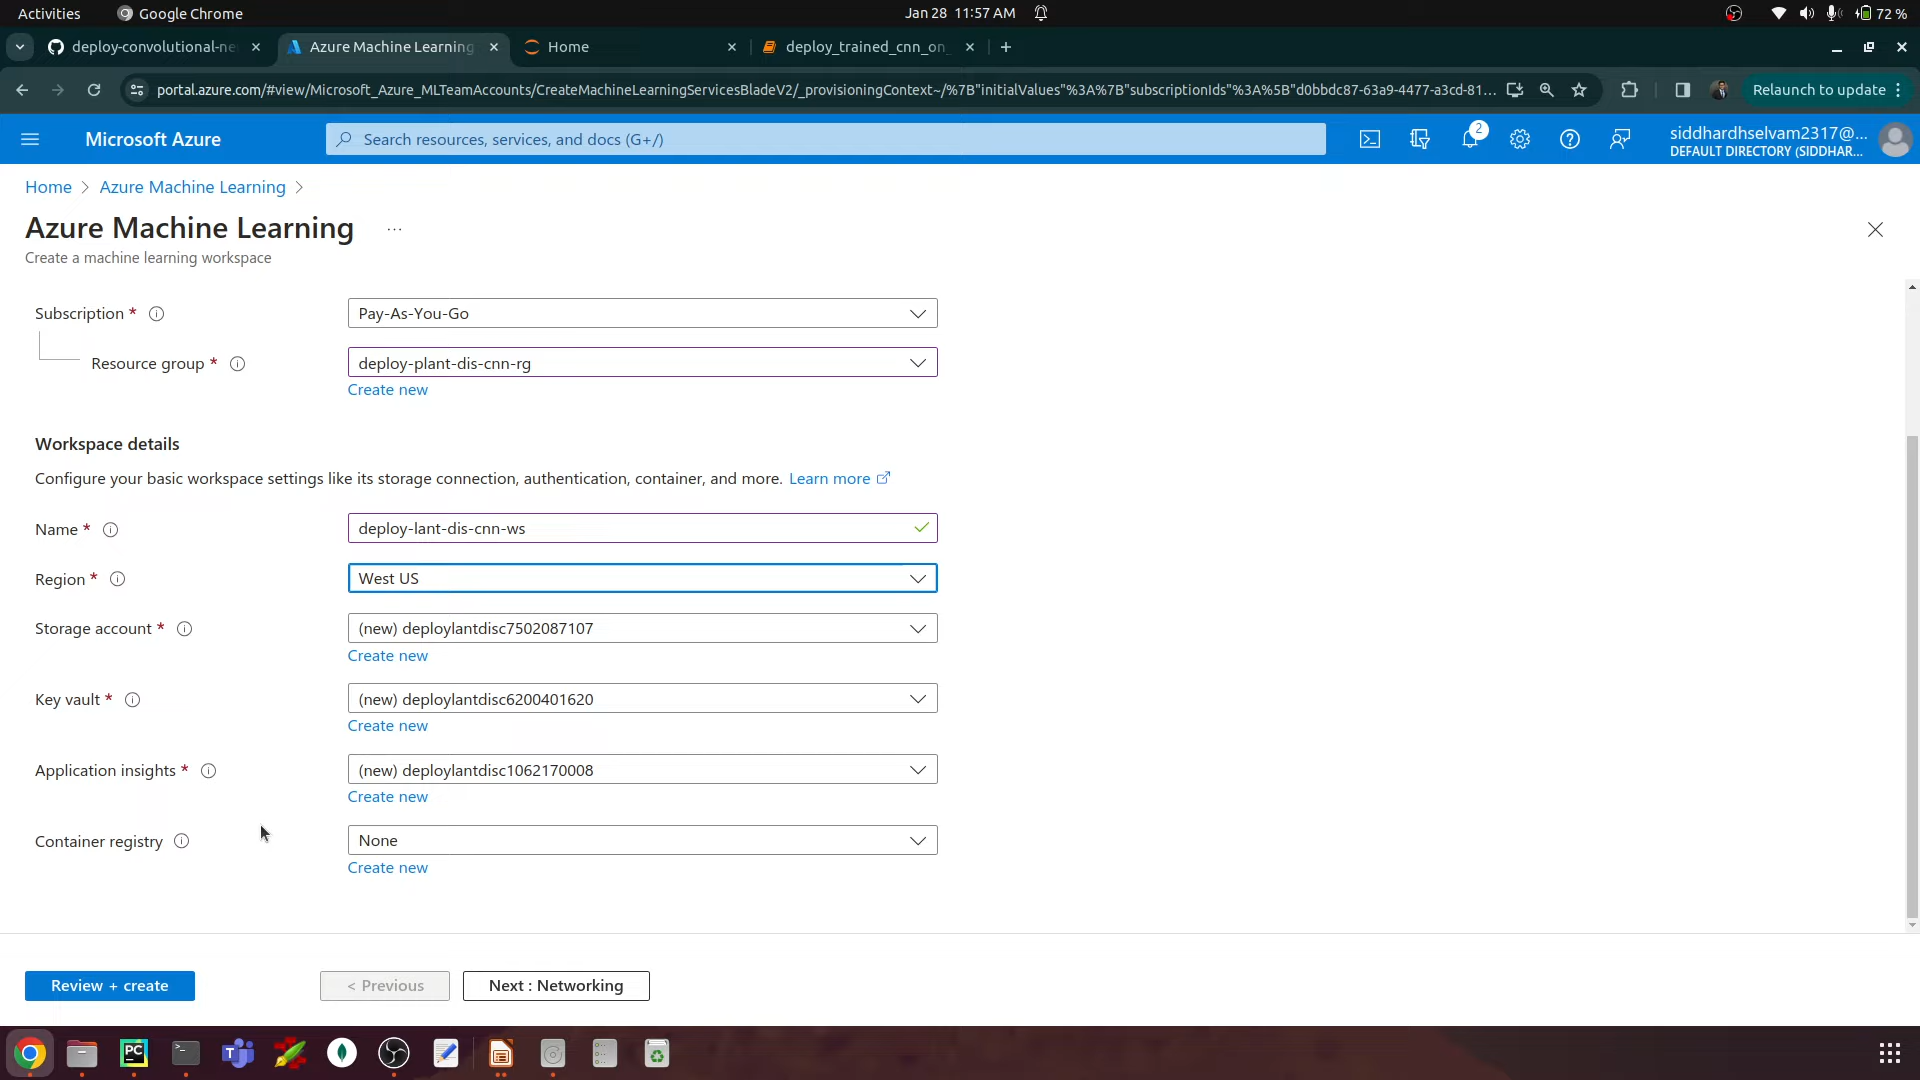 Activities
Google Chrome
Jan 28 11:57 AM
72 %
deploy-convolutional-ne
Azure Machine Learning
Home
deploy_trained_cnn_on_
portal.azure.com/#view/Microsoft_Azure_MLTeamAccounts/CreateMachineLearningServicesBladeV2/_provisioningContext~/%7B"initialValues"%3A%7B"subscriptionIds"%3A%5B"d0bbdc87-63a9-4477-a3cd-81...
Relaunch to update
Microsoft Azure
Search resources, services, and docs (G+/)
2
siddhardhselvam2317@...
DEFAULT DIRECTORY (SIDDHAR...
Home > Azure Machine Learning >
Azure Machine Learning
...
Create a machine learning workspace
Subscription *
Pay-As-You-Go
Resource group *
deploy-plant-dis-cnn-rg
Create new
Workspace details
Configure your basic workspace settings like its storage connection, authentication, container, and more. Learn more
Name *
deploy-lant-dis-cnn-ws
Region *
West US
Storage account *
(new) deploylantdisc7502087107
Create new
Key vault *
(new) deploylantdisc6200401620
Create new
Application insights *
(new) deploylantdisc1062170008
Create new
Container registry
None
Create new
Review + create
< Previous
Next : Networking